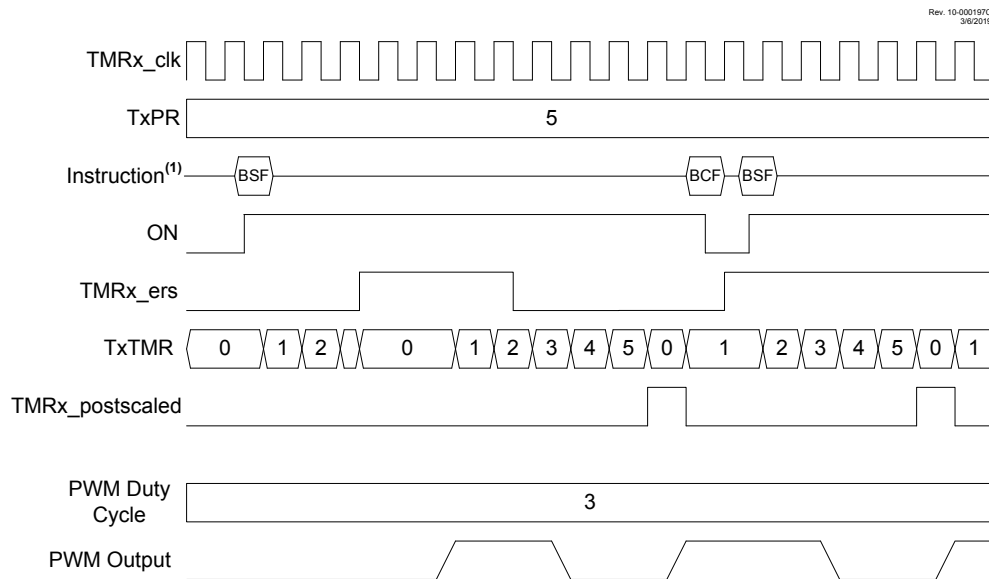 Rev. 10-000197C
3/6/2019
TMRx_clk
TxPR
5
Instruction(1)
BSF
BCF
BSF
ON
TMRx_ers
TxTMR
0 1 2 0 1 2 3 4 5 0 1 2 3 4 5 0 1
TMRx_postscaled
PWM Duty
Cycle
3
PWM Output